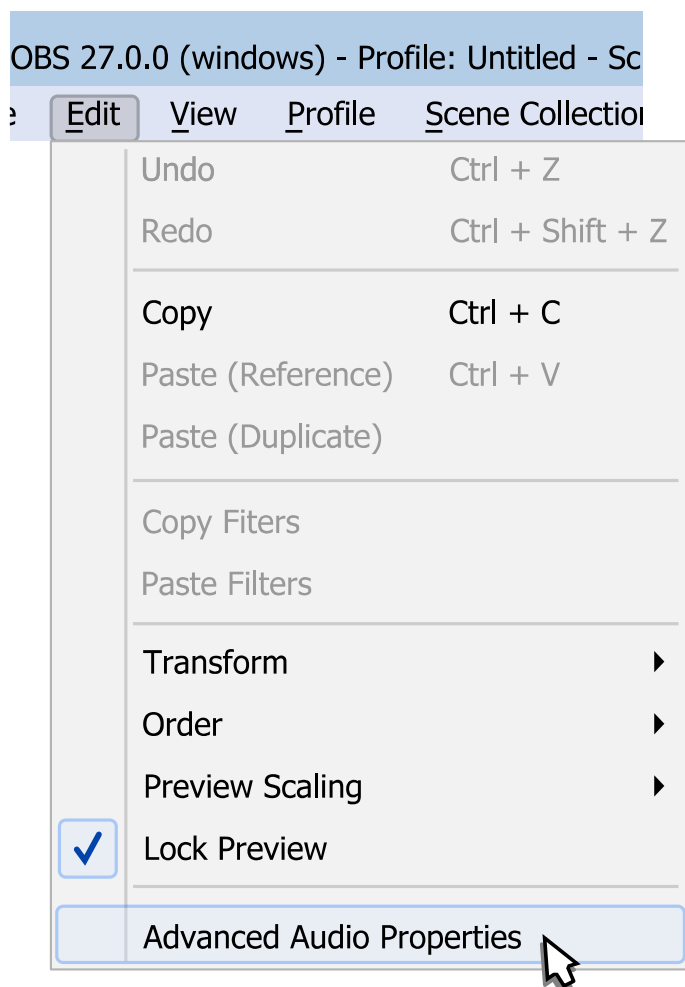 OBS 27.0.0 (windows) - Profile: Untitled - Sc
Edit View Profile Scene Collection
Undo Ctrl + Z
Redo Ctrl + Shift + Z
Copy Ctrl + C
Paste (Reference) Ctrl + V
Paste (Duplicate)
Copy Fiters
Paste Filters
Transform
Order
Preview Scaling
Lock Preview
Advanced Audio Properties